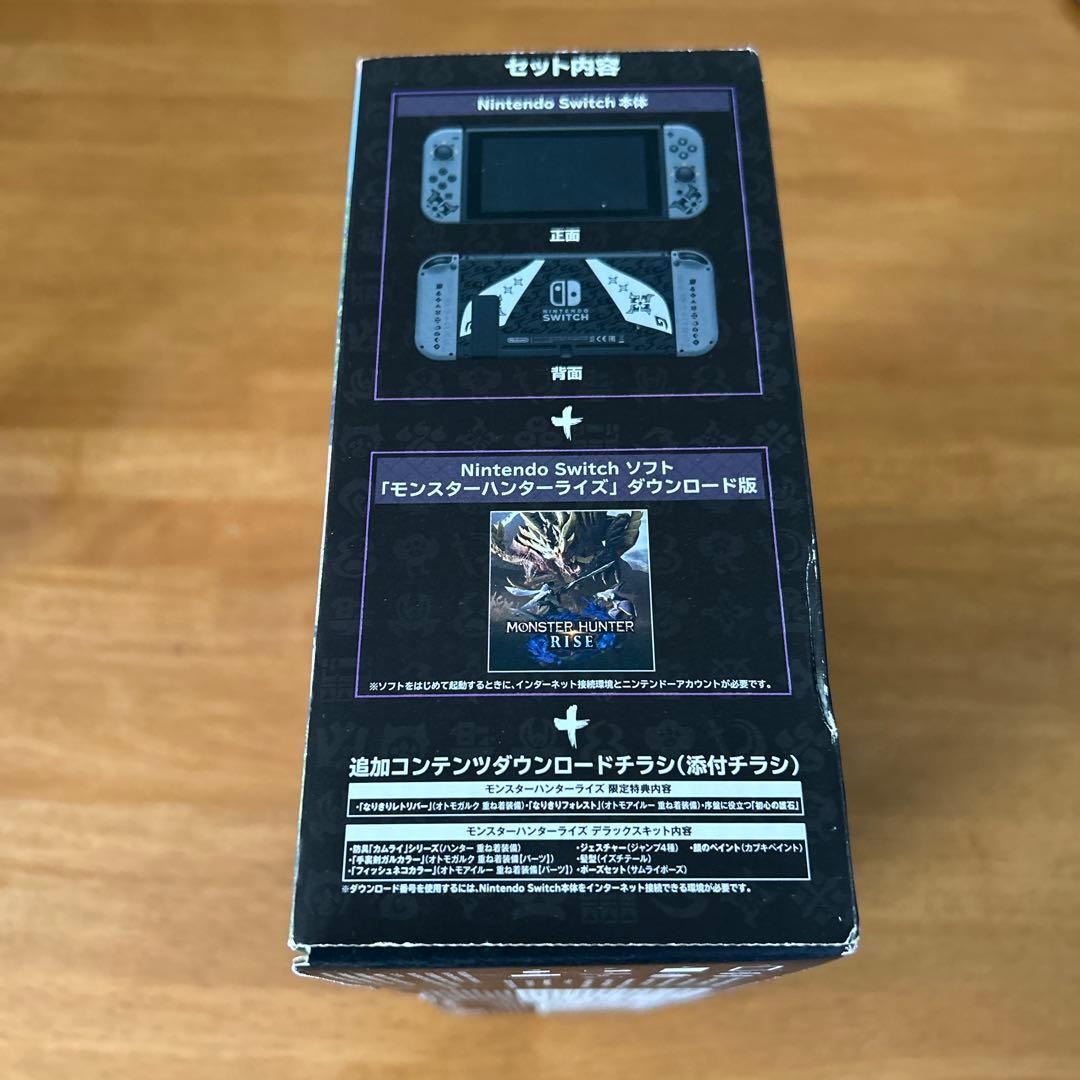 セット内容
Nintendo Switch 本体
正面
NINTENDO
SWITCH
Nintendo
背面
+
Nintendo Switch ソフト
「モンスターハンターライズ」ダウンロード版
MONSTER HUNTER
RISE
※ソフトをはじめて起動するときに、インターネット接続環境とニンテンドーアカウントが必要です。
+
追加コンテンツダウンロードチラシ(添付チラシ)
モンスターハンターライズ 限定特典内容
・「なりきりレトリバー」(オトモガルク 重ね着装備)・「なりきりフォレスト」(オトモアイルー 重ね着装備)・序盤に役立つ「初心の護石」
モンスターハンターライズ デラックスキット内容
・防具「カムライ」シリーズ(ハンター 重ね着装備) ・ジェスチャー(ジャンプ4種) ・顔のペイント(カブキペイント)
・「手裏剣ガルカラー」(オトモガルク 重ね着装備[パーツ]) ・髪型(イズチテール)
・「フィッシュネコカラー」(オトモアイルー 重ね着装備[パーツ]) ・ポーズセット(サムライポーズ)
※ダウンロード番号を使用するには、Nintendo Switch本体をインターネット接続できる環境が必要です。